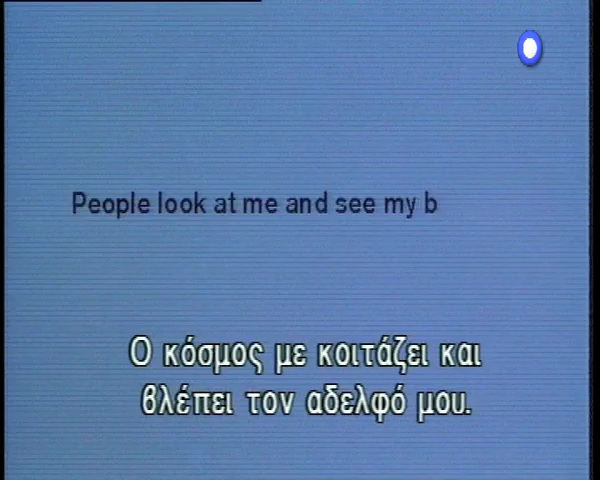 People look at me and see my b
Ο κόσμος με κοιτάζει και
βλέπει τον αδελφό μου.